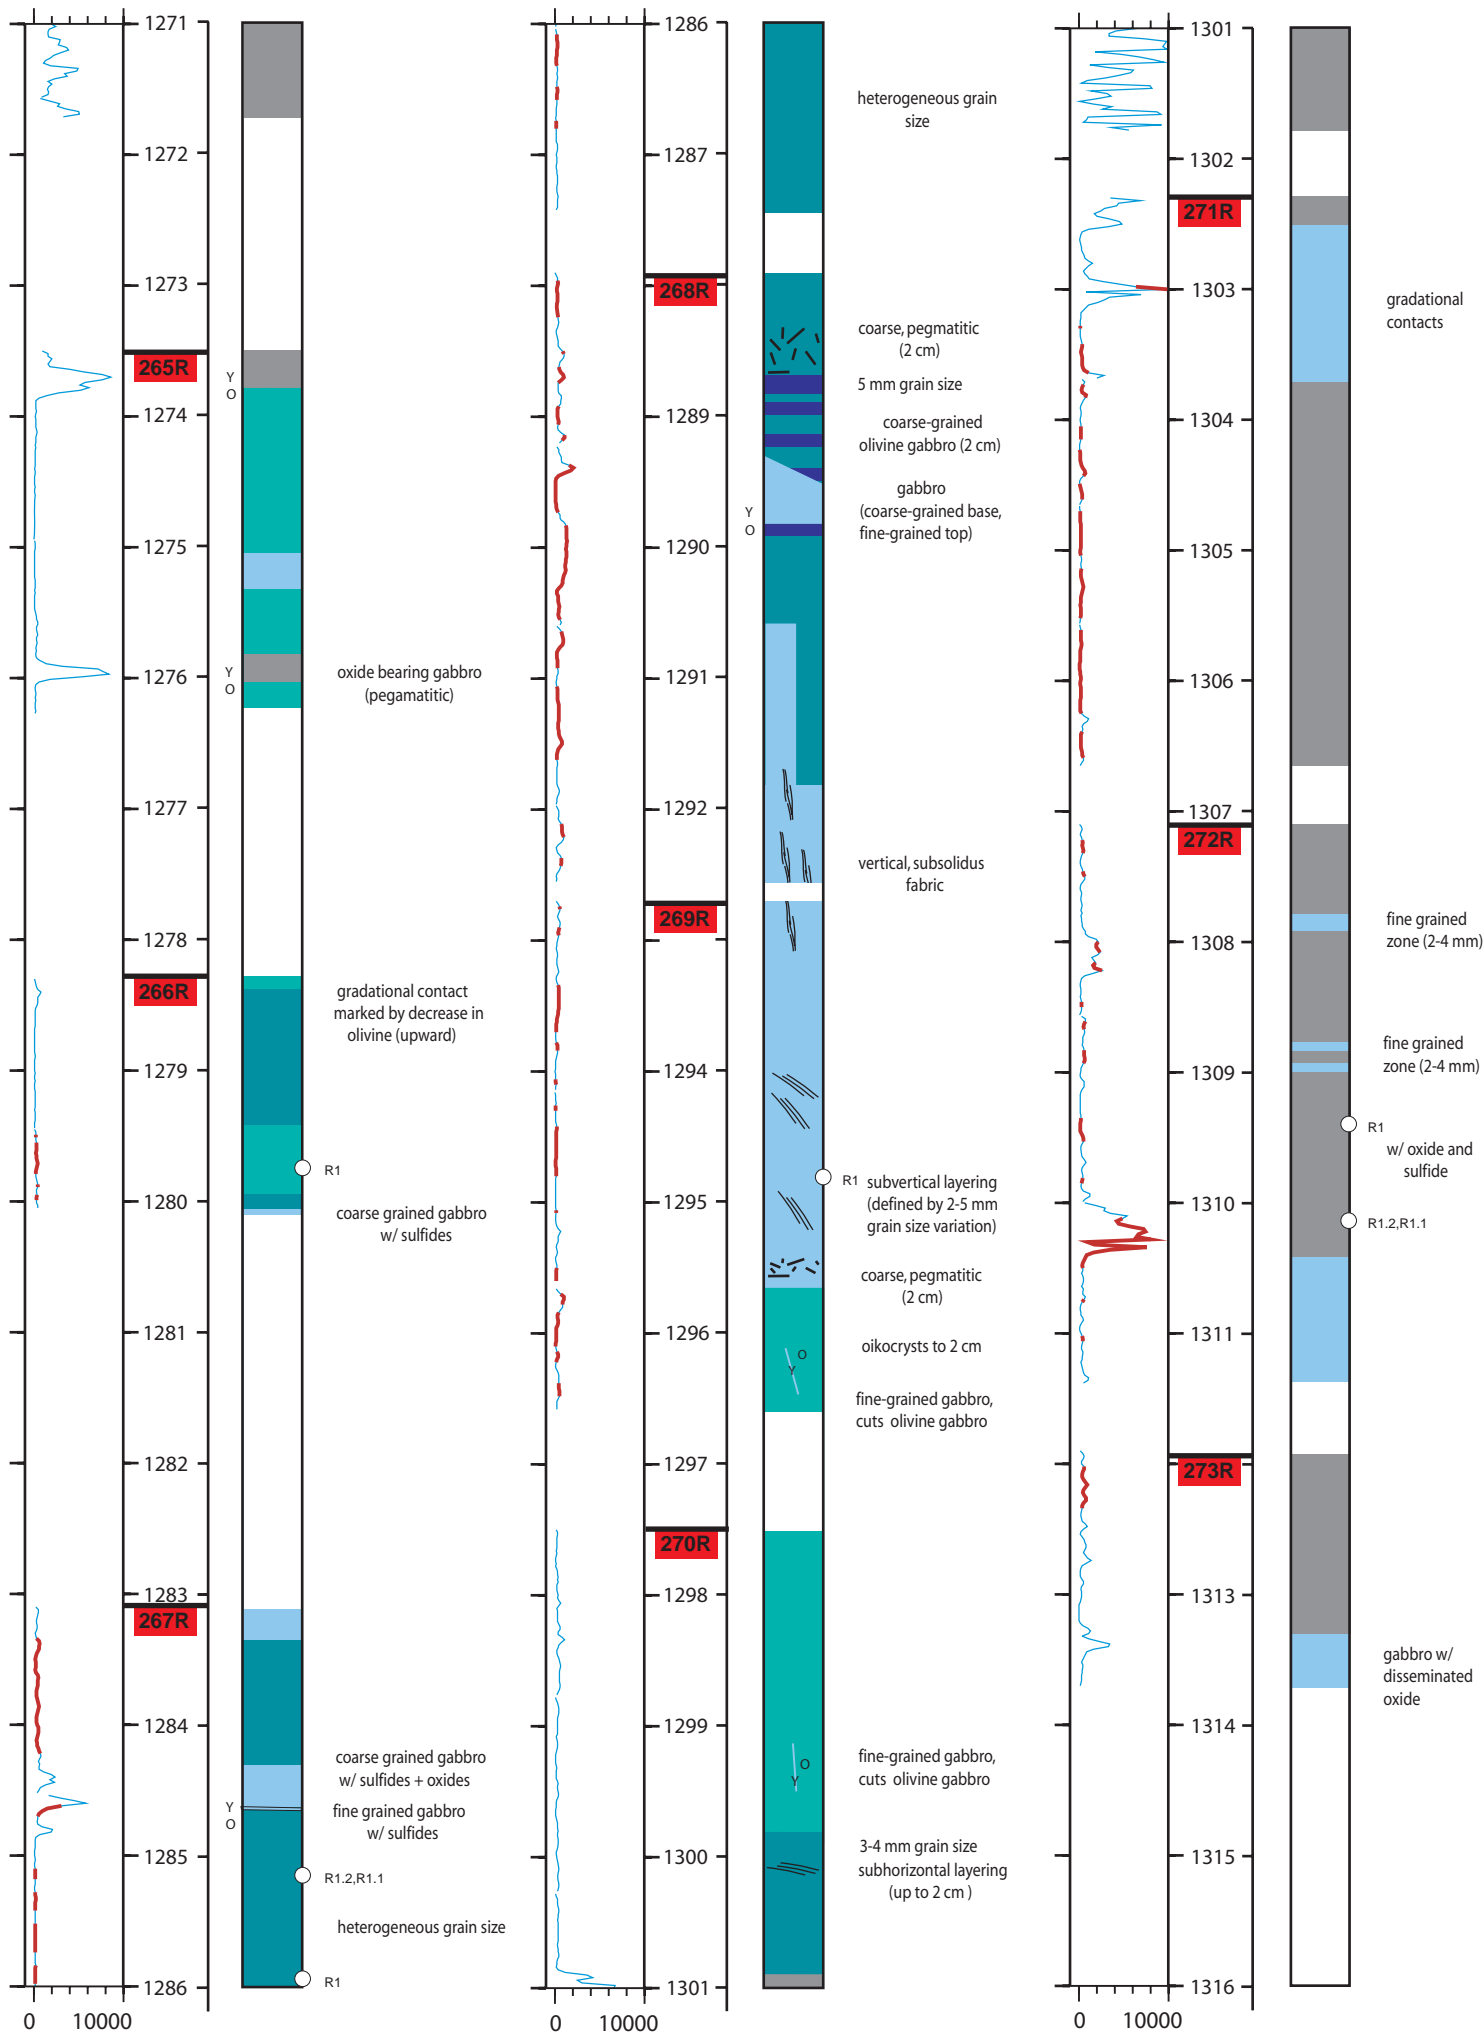 1271
1272
1273
265R
Y
O
1274
1275
1276
Y
O
oxide bearing gabbro
(pegamatitic)
1277
1278
266R
gradational contact
marked by decrease in
olivine (upward)
1279
R1
1280
coarse grained gabbro
w/ sulfides
1281
1282
1283
267R
1284
coarse grained gabbro
w/ sulfides + oxides
Y
O
fine grained gabbro
w/ sulfides
1285
R1.2,R1.1
heterogeneous grain size
R1
1286
0 10000
1286
heterogeneous grain
size
1287
268R
coarse, pegmatitic
(2 cm)
5 mm grain size
1289
coarse-grained
olivine gabbro (2 cm)
gabbro
(coarse-grained base,
fine-grained top)
Y
O
1290
1291
1292
vertical, subsolidus
fabric
269R
1294
R1
subvertical layering
(defined by 2-5 mm
grain size variation)
1295
coarse, pegmatitic
(2 cm)
1296
oikocrysts to 2 cm
O
Y
fine-grained gabbro,
cuts olivine gabbro
1297
270R
1298
1299
fine-grained gabbro,
cuts olivine gabbro
O
Y
3-4 mm grain size
subhorizontal layering
(up to 2 cm )
1300
1301
0 10000
1301
1302
271R
1303
gradational
contacts
1304
1305
1306
1307
272R
fine grained
zone (2-4 mm)
1308
fine grained
zone (2-4 mm)
1309
R1
w/ oxide and
sulfide
1310
R1.2,R1.1
1311
273R
1313
gabbro w/
disseminated
oxide
1314
1315
1316
0 10000